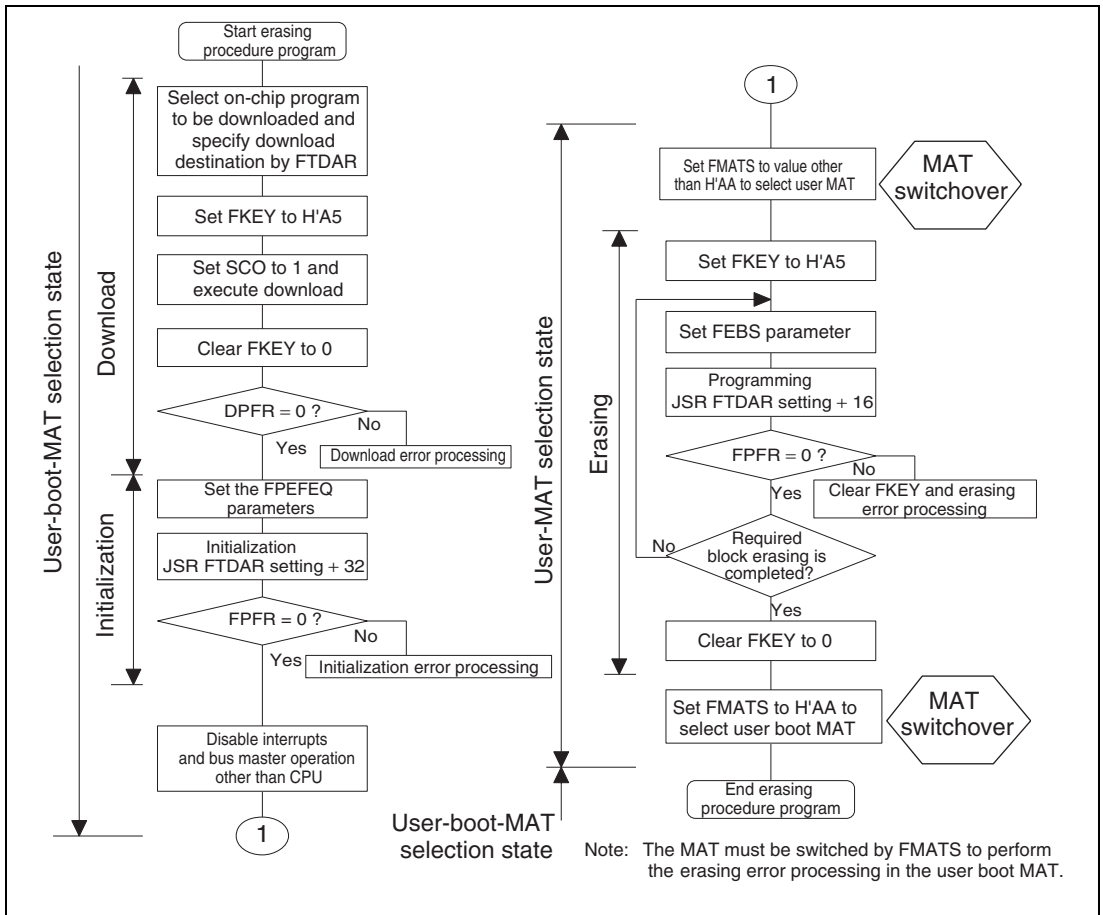 Start erasing
procedure program
Select on-chip program
to be downloaded and
specify download
destination by FTDAR
Set FKEY to H'A5
Set SCO to 1 and
execute download
Clear FKEY to 0
DPFR = 0 ?
No
Yes
Download error processing
Set the FPEFEQ
parameters
Initialization
JSR FTDAR setting + 32
FPFR = 0 ?
No
Yes
Initialization error processing
Disable interrupts
and bus master operation
other than CPU
1
User-boot-MAT selection state
Download
Initialization
1
Set FMATS to value other
than H'AA to select user MAT
MAT
switchover
Set FKEY to H'A5
Set FEBS parameter
Programming
JSR FTDAR setting + 16
FPFR = 0 ?
No
Yes
Clear FKEY and erasing
error processing
Required
block erasing is
completed?
No
Yes
Clear FKEY to 0
Set FMATS to H'AA to
select user boot MAT
MAT
switchover
End erasing
procedure program
User-MAT selection state
Erasing
User-boot-MAT
selection state
Note: The MAT must be switched by FMATS to perform
the erasing error processing in the user boot MAT.